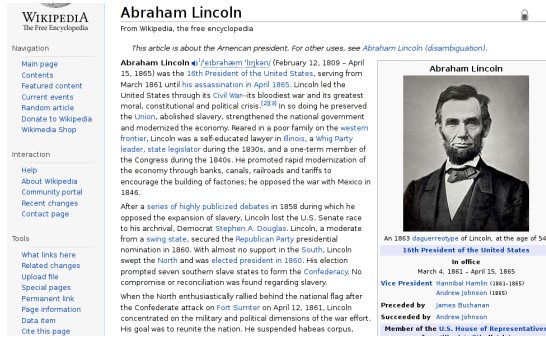 WIKIPEDIA
The Free Encyclopedia
Navigation
Main page
Contents
Featured content
Current events
Random article
Donate to Wikipedia
Wikimedia Shop
Interaction
Help
About Wikipedia
Community portal
Recent changes
Contact page
Tools
What links here
Related changes
Upload file
Special pages
Permanent link
Page information
Data item
Cite this page
Abraham Lincoln
From Wikipedia, the free encyclopedia
This article is about the American president. For other uses, see Abraham Lincoln (disambiguation).
Abraham Lincoln /ˈeɪbrəhæm ˈlɪŋkən/ (February 12, 1809 – April
15, 1865) was the 16th President of the United States, serving from
March 1861 until his assassination in April 1865. Lincoln led the
United States through its Civil War—its bloodiest war and its greatest
moral, constitutional and political crisis.[2][3] In so doing he preserved
the Union, abolished slavery, strengthened the national government
and modernized the economy. Reared in a poor family on the western
frontier, Lincoln was a self-educated lawyer in Illinois, a Whig Party
leader, state legislator during the 1830s, and a one-term member of
the Congress during the 1840s. He promoted rapid modernization of
the economy through banks, canals, railroads and tariffs to
encourage the building of factories; he opposed the war with Mexico in
1846.
After a series of highly publicized debates in 1858 during which he
opposed the expansion of slavery, Lincoln lost the U.S. Senate race
to his archrival, Democrat Stephen A. Douglas. Lincoln, a moderate
from a swing state, secured the Republican Party presidential
nomination in 1860. With almost no support in the South, Lincoln
swept the North and was elected president in 1860. His election
prompted seven southern slave states to form the Confederacy. No
compromise or reconciliation was found regarding slavery.
When the North enthusiastically rallied behind the national flag after
the Confederate attack on Fort Sumter on April 12, 1861, Lincoln
concentrated on the military and political dimensions of the war effort.
His goal was to reunite the nation. He suspended habeas corpus,
Abraham Lincoln
An 1863 daguerreotype of Lincoln, at the age of 54
16th President of the United States
In office
March 4, 1861 – April 15, 1865
Vice President Hannibal Hamlin (1861–1865)
Andrew Johnson (1865)
Preceded by James Buchanan
Succeeded by Andrew Johnson
Member of the U.S. House of Representatives